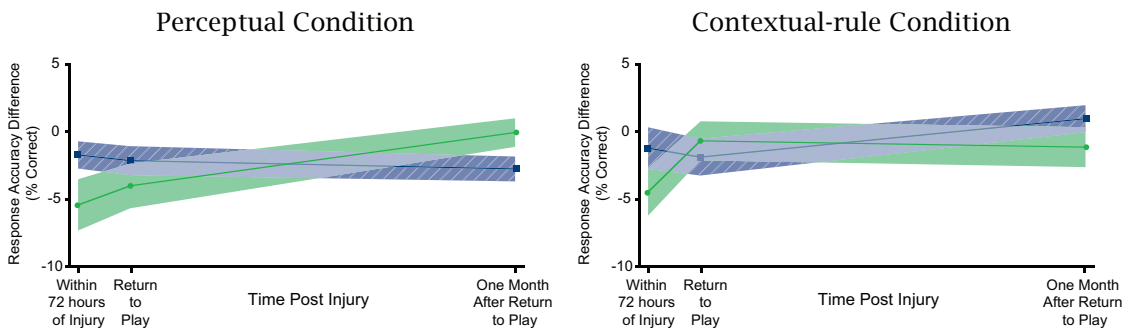 Perceptual Condition
Response Accuracy Difference
(% Correct)
5
0
-5
-10
Within
72 hours
of Injury
Return
to
Play
Time Post Injury
One Month
After Return
to Play
Contextual-rule Condition
Response Accuracy Difference
(% Correct)
5
0
-5
-10
Within
72 hours
of Injury
Return
to
Play
Time Post Injury
One Month
After Return
to Play